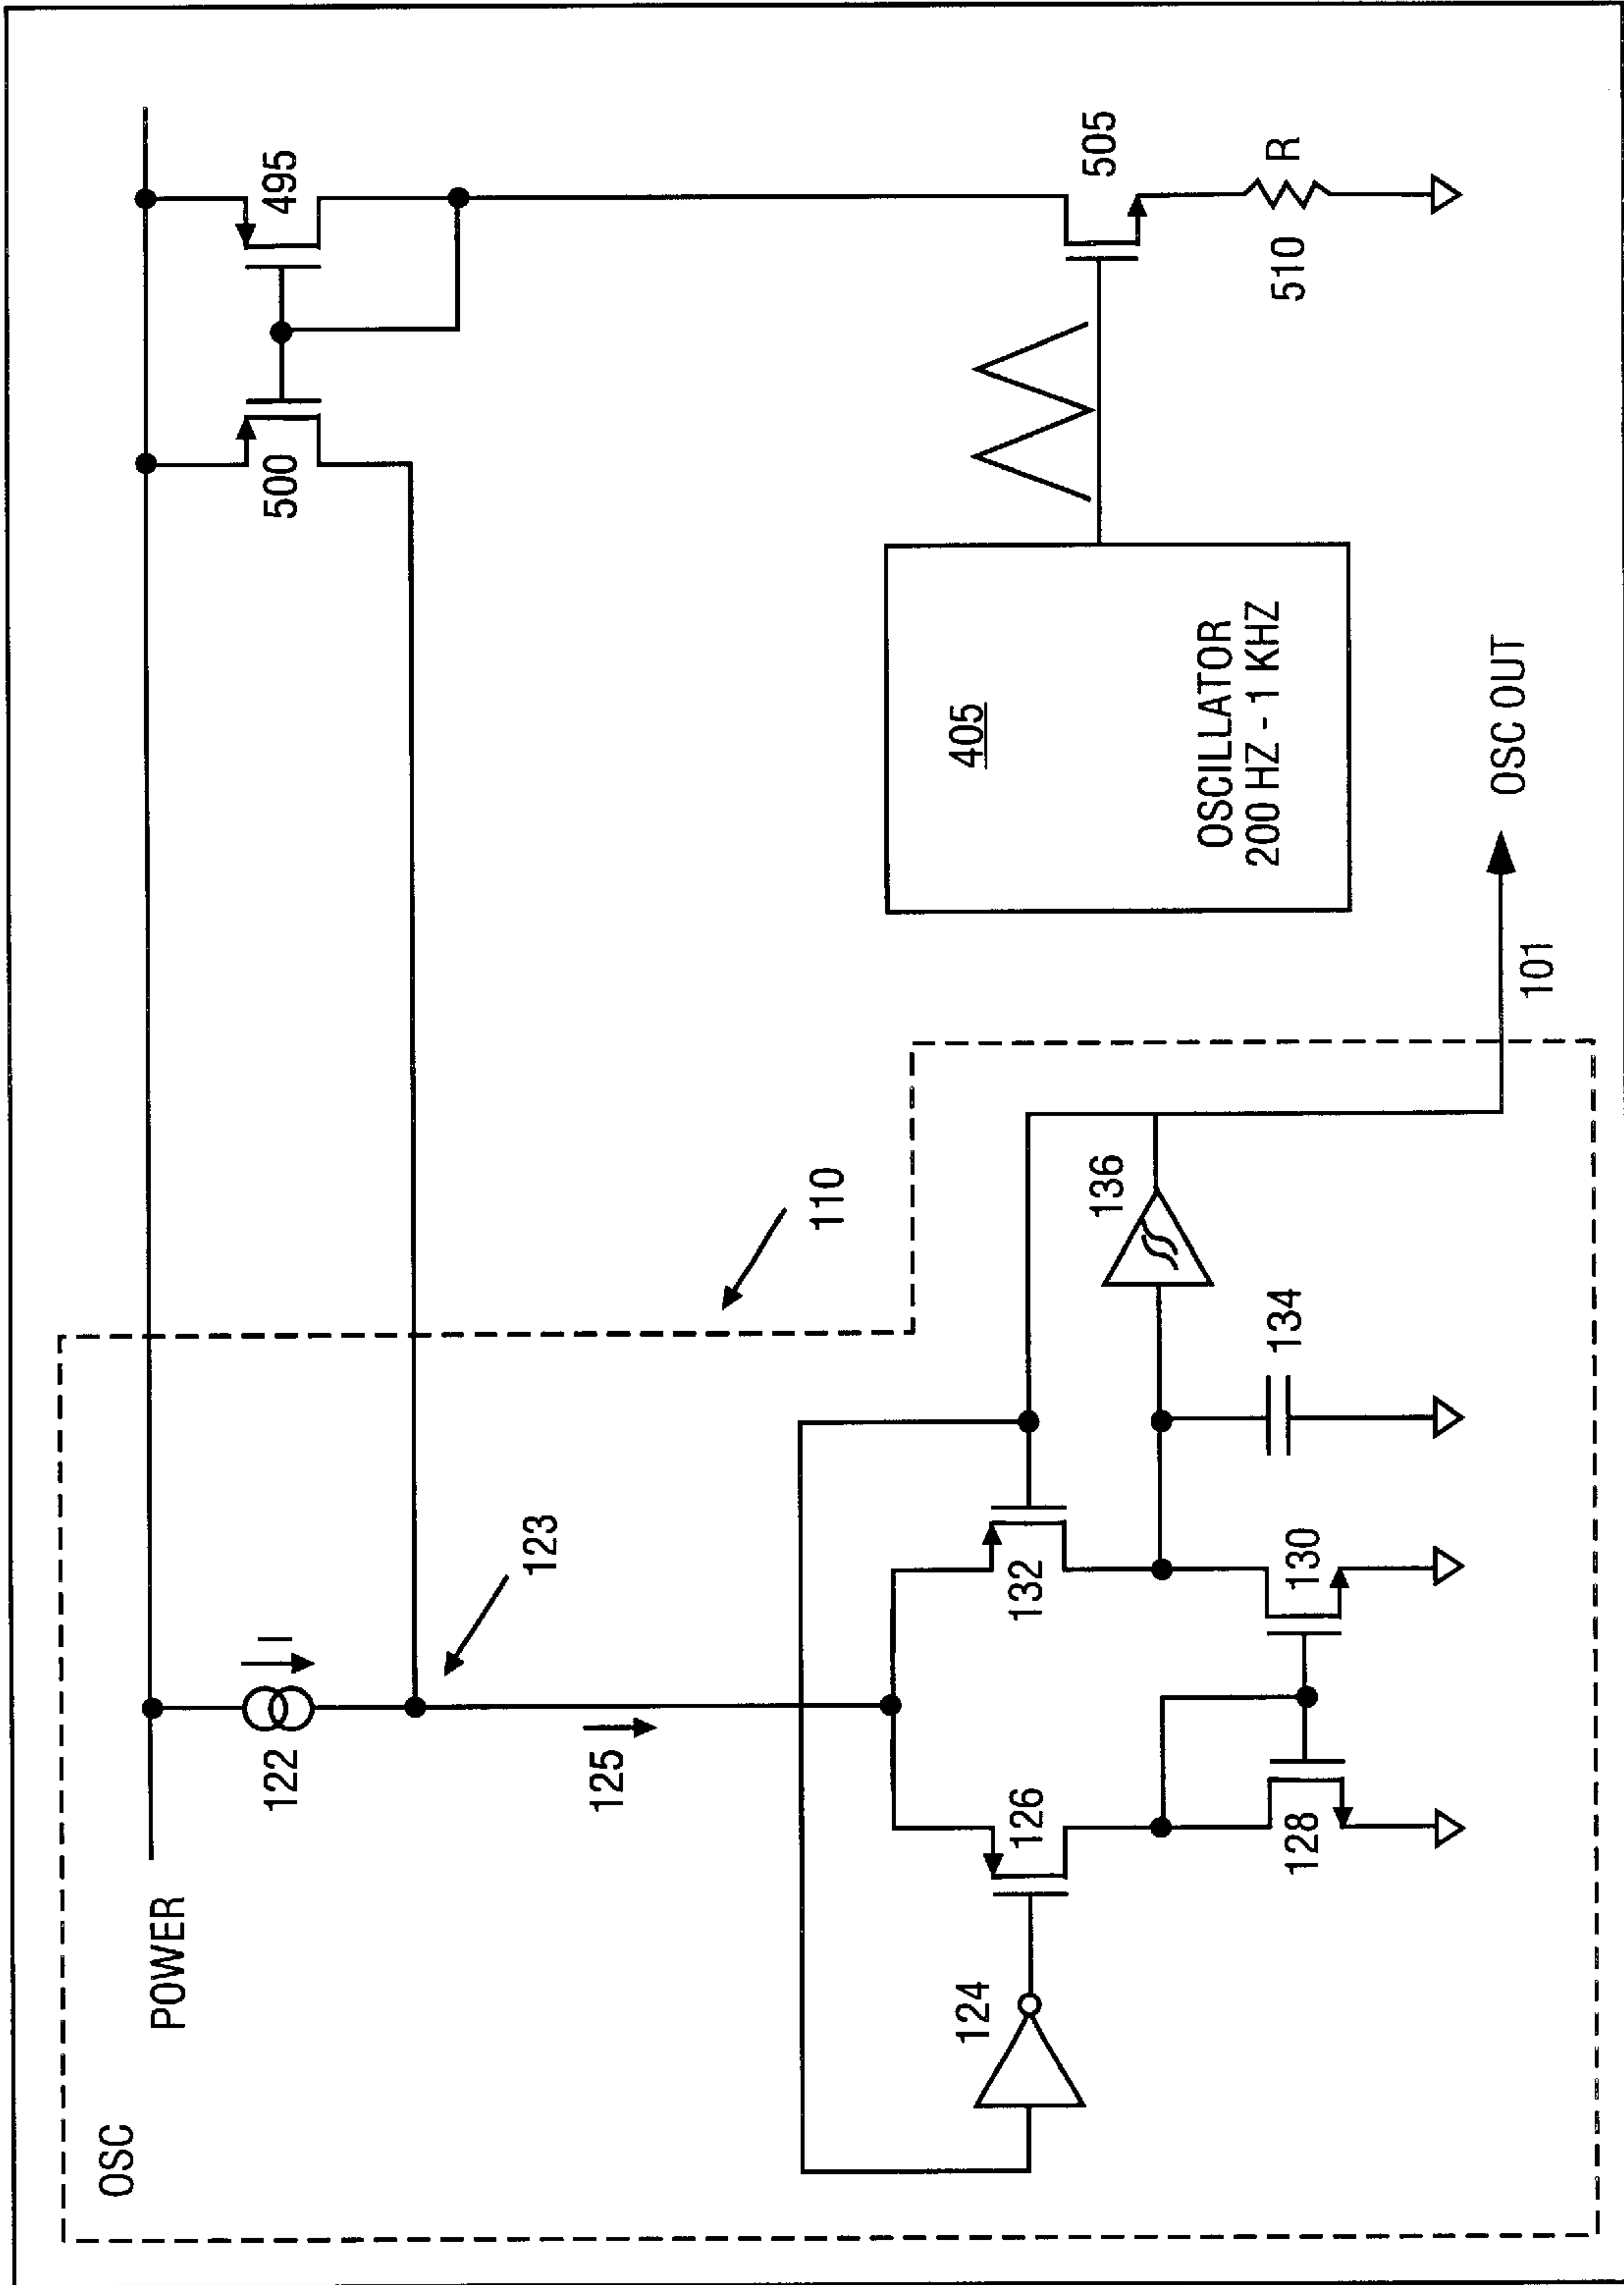 OSC
POWER
122
I
123
125
500
495
124
126
128
132
130
134
136
110
101
OSC OUT
405
OSCILLATOR
200 HZ - 1 KHZ
505
510
R